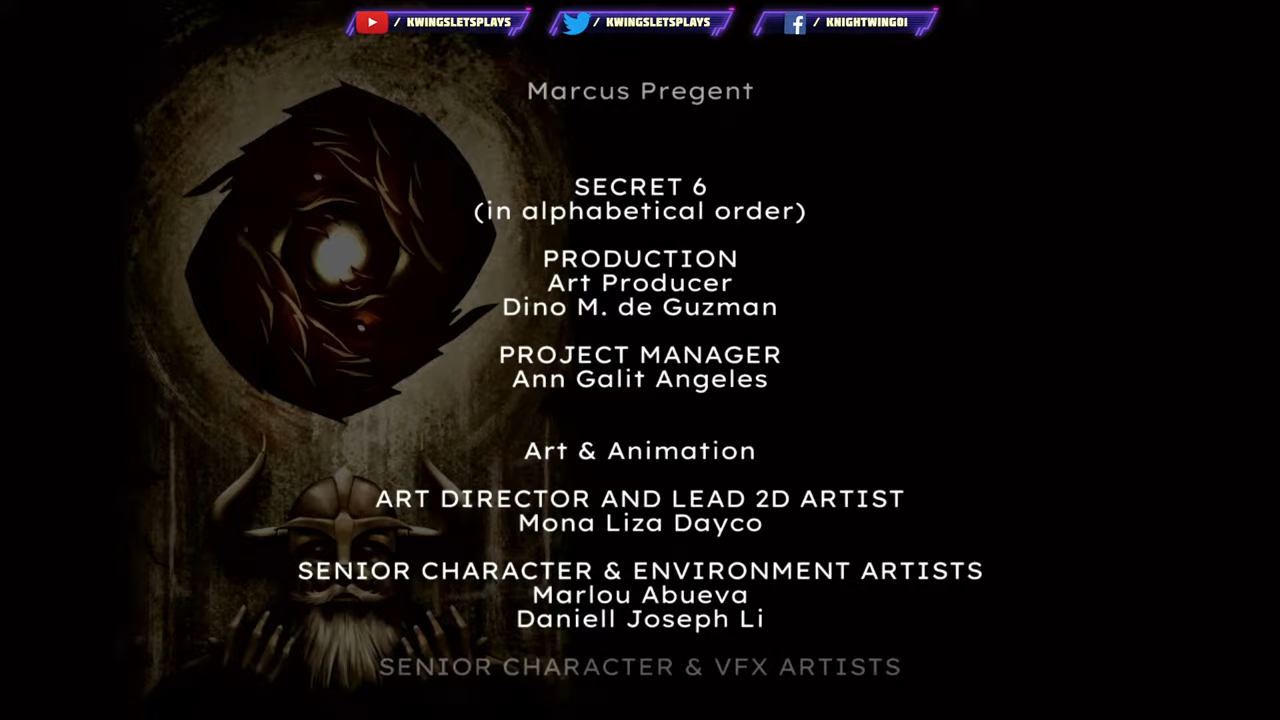 / KWINGSLETSPLAYS
/ KWINGSLETSPLAYS
/ KNIGHTWING01
Marcus Pregent
SECRET 6
(in alphabetical order)
PRODUCTION
Art Producer
Dino M. de Guzman
PROJECT MANAGER
Ann Galit Angeles
Art & Animation
ART DIRECTOR AND LEAD 2D ARTIST
Mona Liza Dayco
SENIOR CHARACTER & ENVIRONMENT ARTISTS
Marlou Abueva
Daniell Joseph Li
SENIOR CHARACTER & VFX ARTISTS